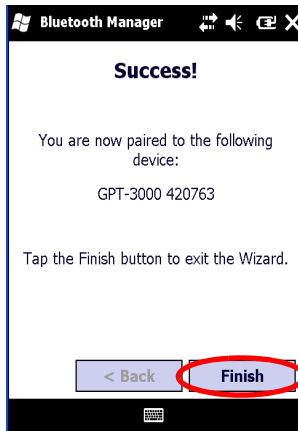 Bluetooth Manager
Success!
You are now paired to the following
device:
GPT-3000 420763
Tap the Finish button to exit the Wizard.
< Back Finish